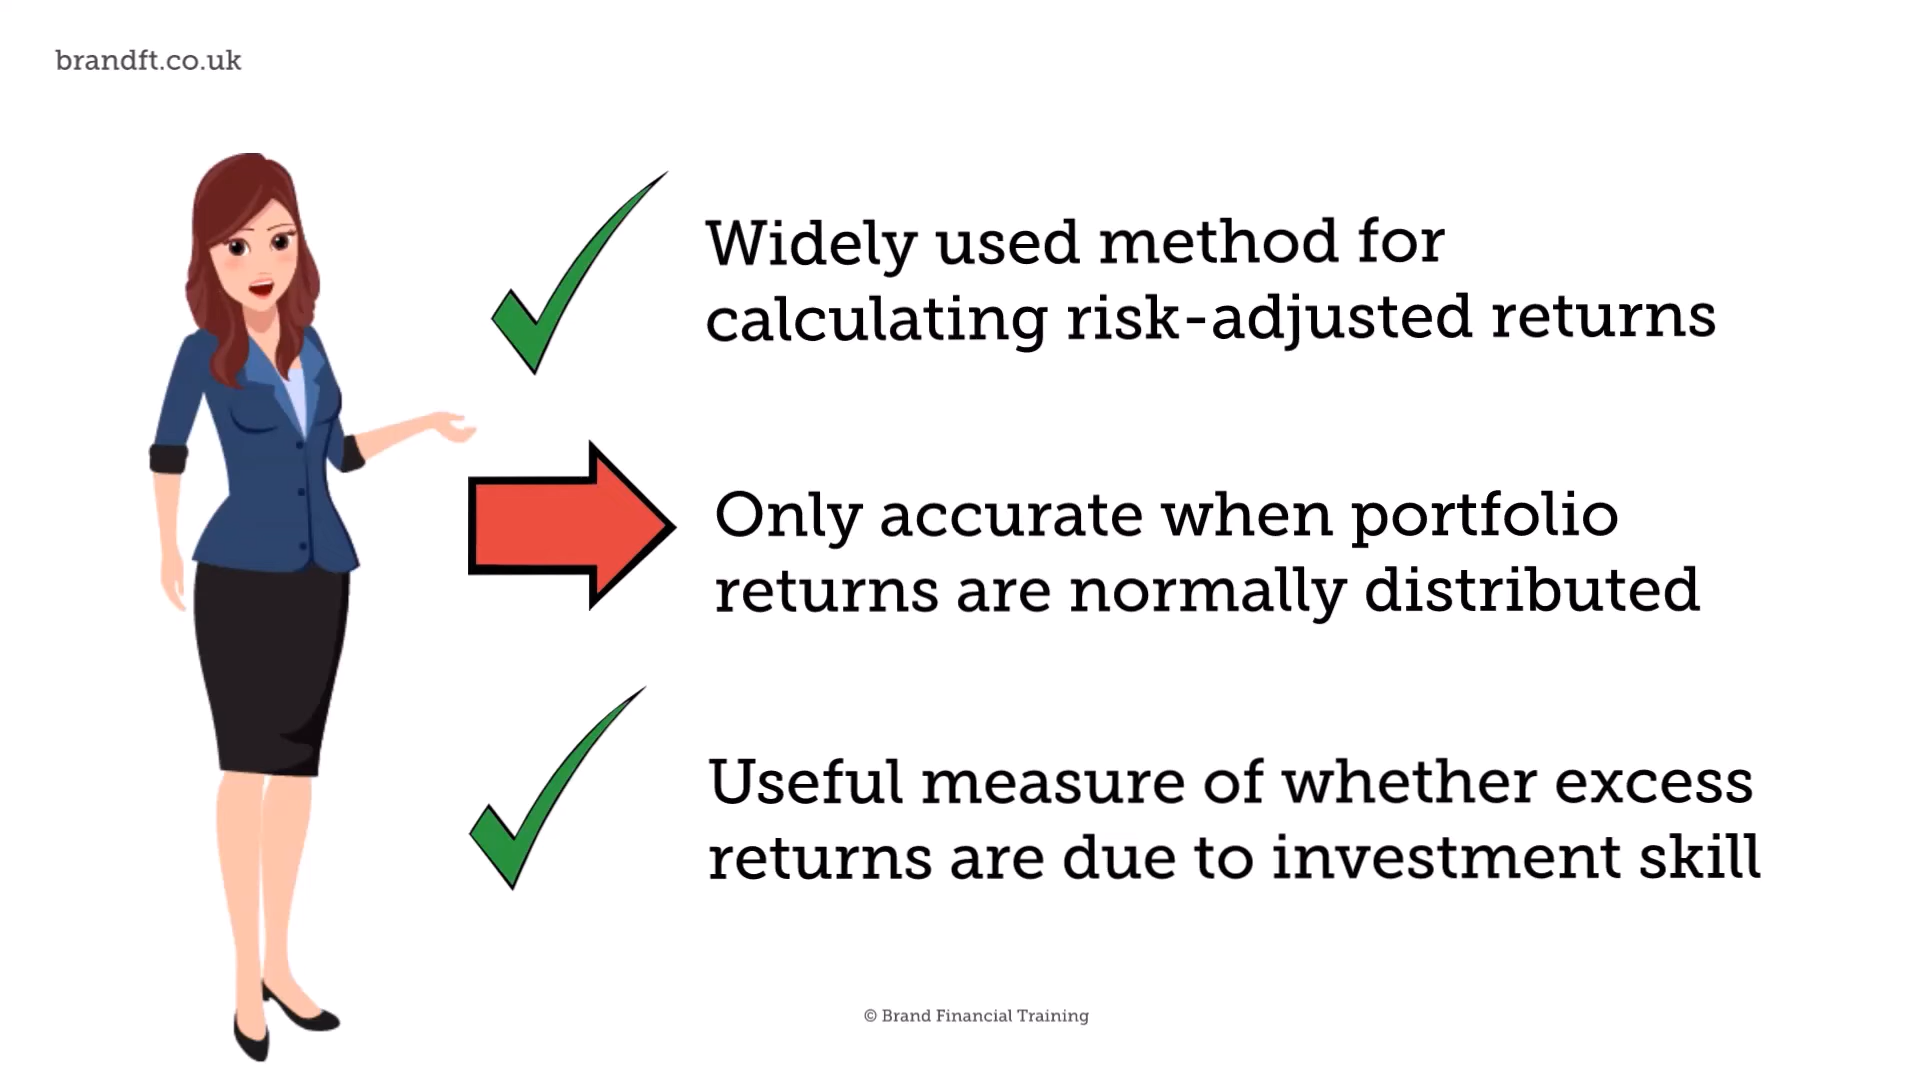 brandft.co.uk
Widely used method for
calculating risk-adjusted returns
Only accurate when portfolio
returns are normally distributed
Useful measure of whether excess
returns are due to investment skill
© Brand Financial Training